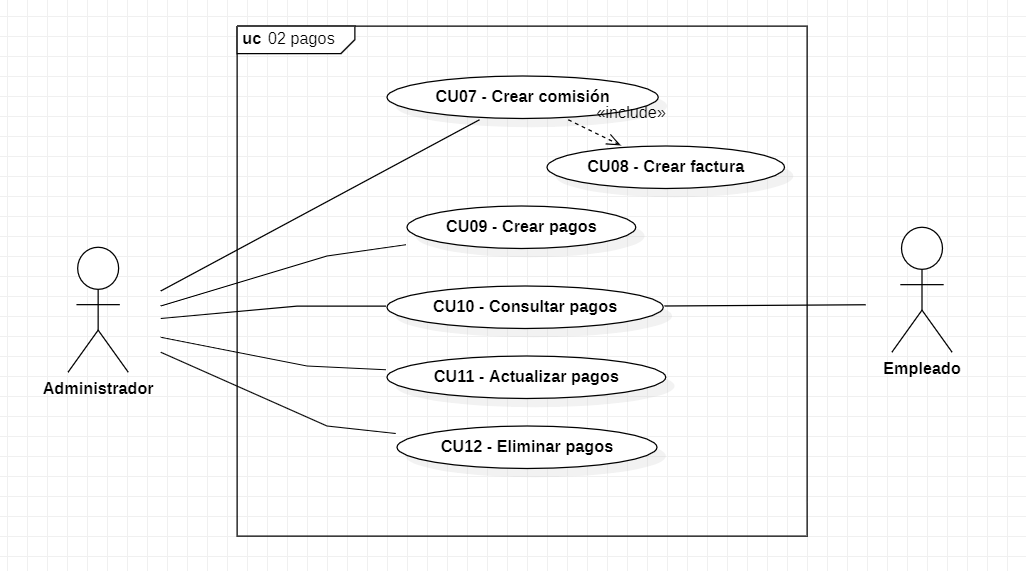 uc 02 pagos
CU07 - Crear comisión
«include»
CU08 - Crear factura
CU09 - Crear pagos
CU10 - Consultar pagos
CU11 - Actualizar pagos
CU12 - Eliminar pagos
Administrador
Empleado